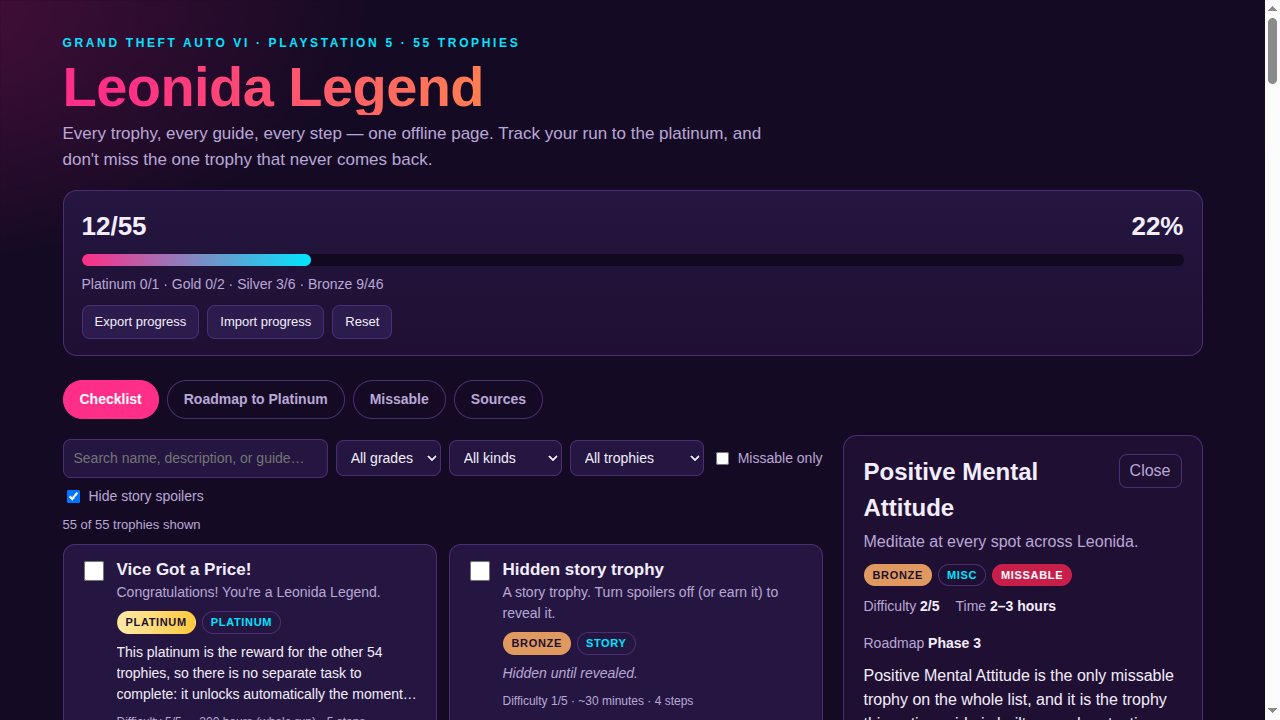 GRAND THEFT AUTO VI · PLAYSTATION 5 · 55 TROPHIES
Leonida Legend
Every trophy, every guide, every step — one offline page. Track your run to the platinum, and
don't miss the one trophy that never comes back.
12/55
22%
Platinum 0/1 · Gold 0/2 · Silver 3/6 · Bronze 9/46
Export progress
Import progress
Reset
Checklist
Roadmap to Platinum
Missable
Sources
Search name, description, or guide…
All grades
All kinds
All trophies
Missable only
Hide story spoilers
55 of 55 trophies shown
Vice Got a Price!
Congratulations! You're a Leonida Legend.
PLATINUM
PLATINUM
This platinum is the reward for the other 54
trophies, so there is no separate task to
complete: it unlocks automatically the moment…
Hidden story trophy
A story trophy. Turn spoilers off (or earn it) to
reveal it.
BRONZE
STORY
Hidden until revealed.
Difficulty 1/5 · ~30 minutes · 4 steps
Positive Mental
Attitude
Close
Meditate at every spot across Leonida.
BRONZE
MISC
MISSABLE
Difficulty 2/5
Time 2–3 hours
Roadmap Phase 3
Positive Mental Attitude is the only missable
trophy on the whole list, and it is the trophy